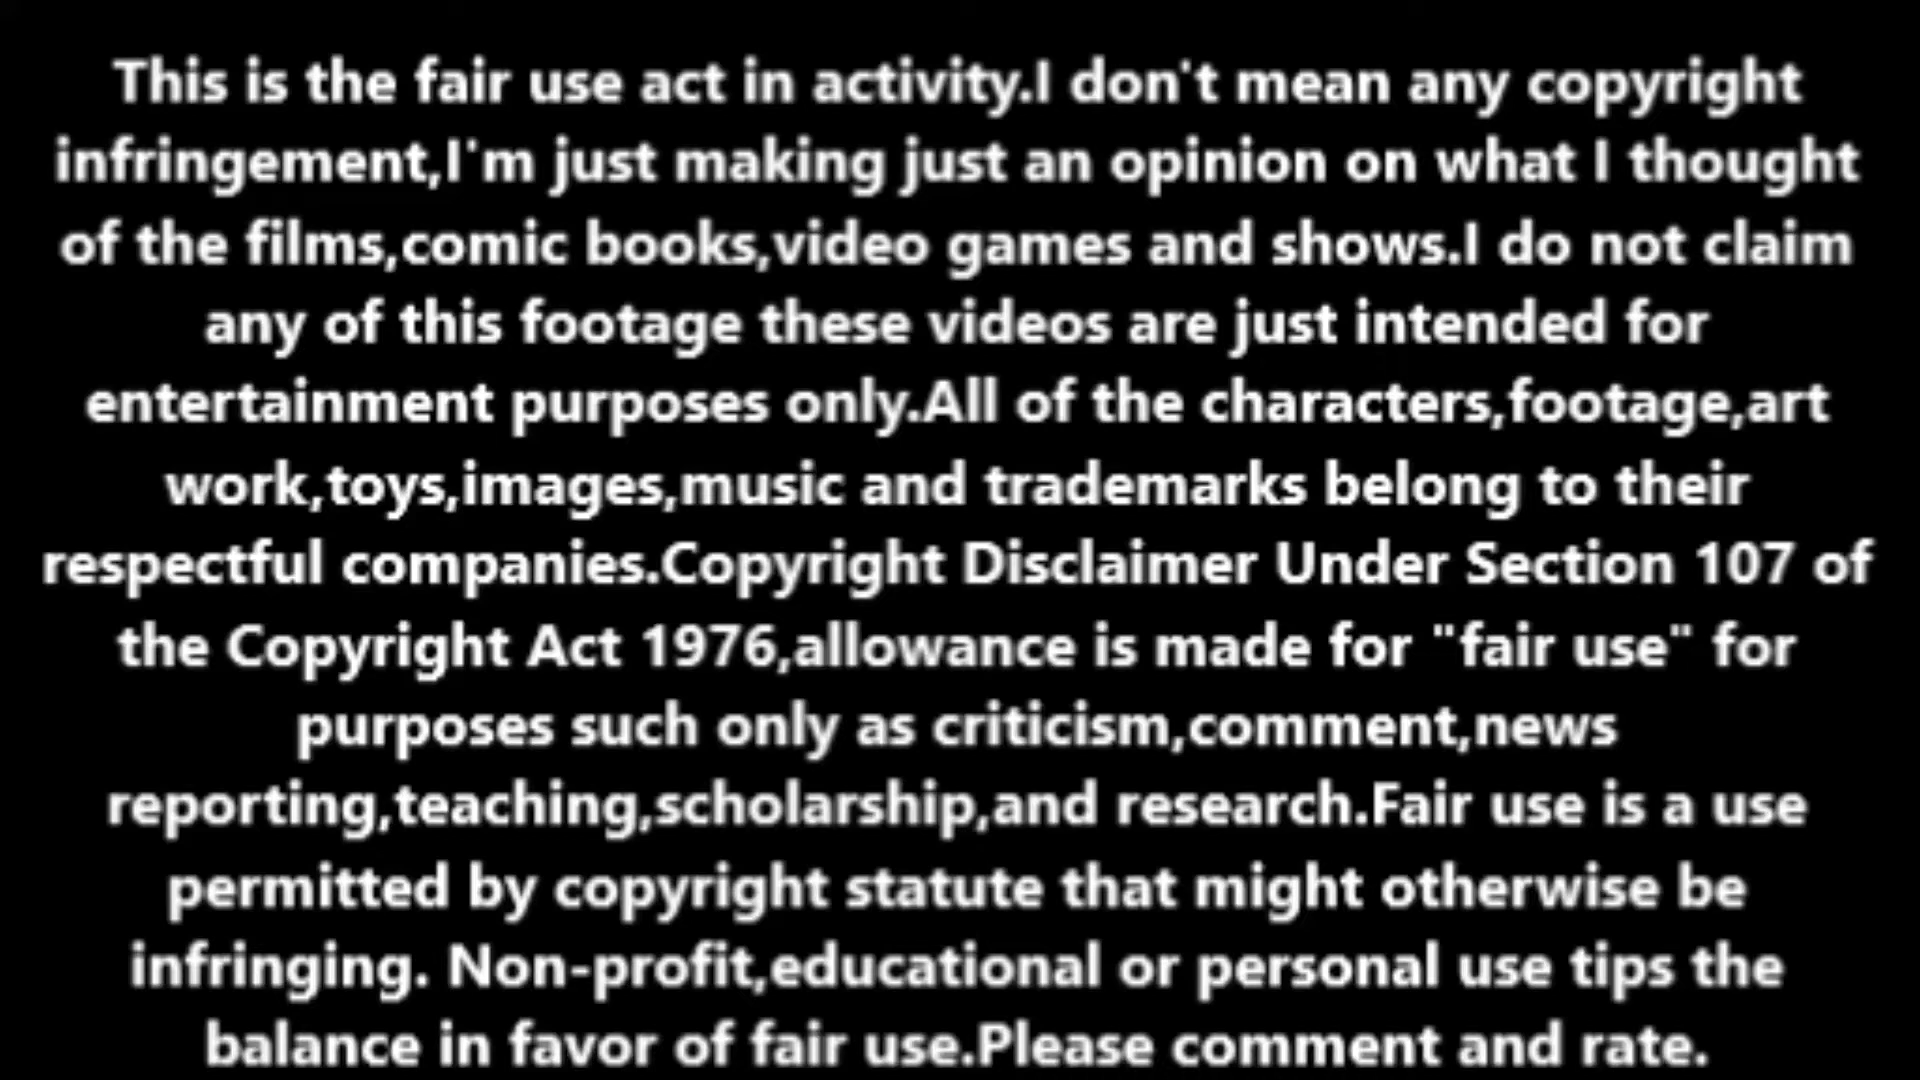 This is the fair use act in activity.I don't mean any copyright
infringement,I'm just making just an opinion on what I thought
of the films,comic books,video games and shows.I do not claim
any of this footage these videos are just intended for
entertainment purposes only.All of the characters,footage,art
work,toys,images,music and trademarks belong to their
respectful companies.Copyright Disclaimer Under Section 107 of
the Copyright Act 1976,allowance is made for "fair use" for
purposes such only as criticism,comment,news
reporting,teaching,scholarship,and research.Fair use is a use
permitted by copyright statute that might otherwise be
infringing. Non-profit,educational or personal use tips the
balance in favor of fair use.Please comment and rate.